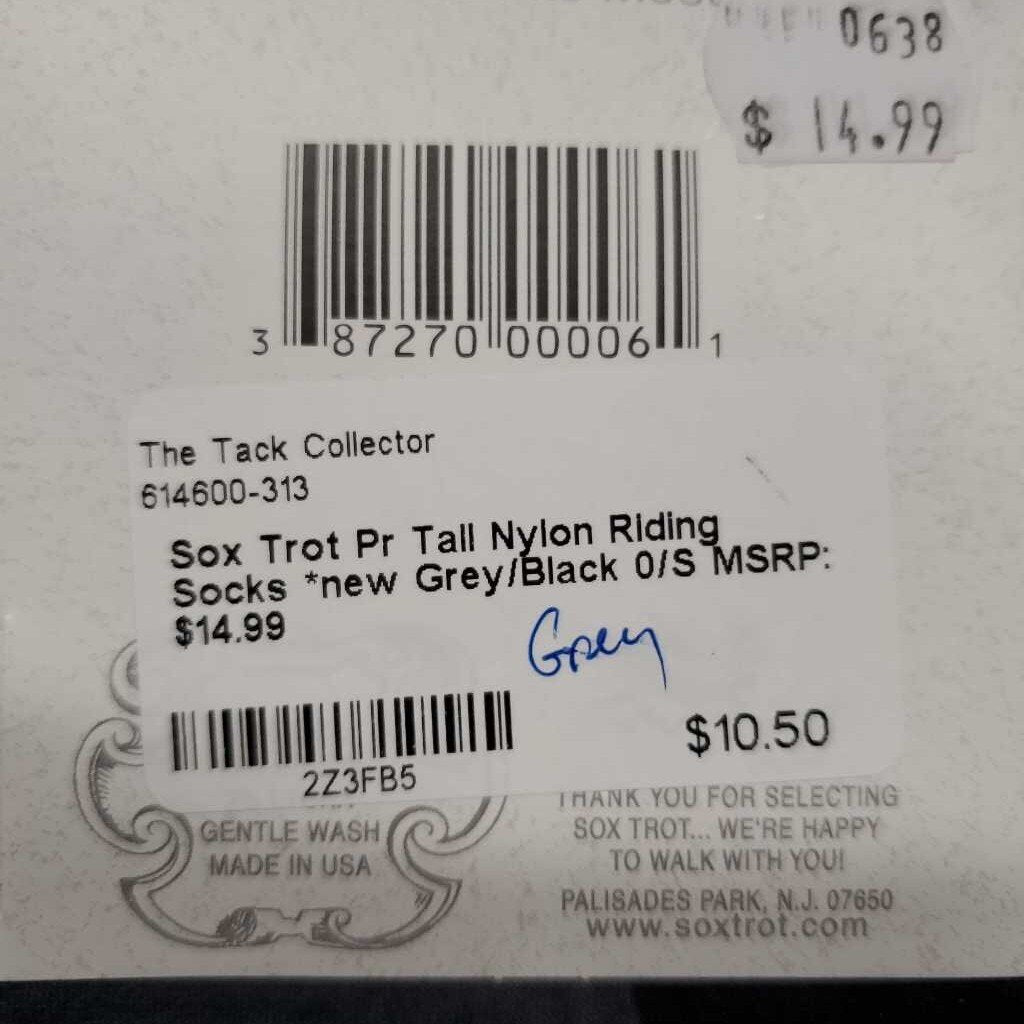 0638
$ 14.99
3 87270 00006 1
The Tack Collector
614600-313
Sox Trot Pr Tall Nylon Riding
Socks *new Grey/Black 0/S MSRP:
$14.99
Grey
$10.50
2Z3FB5
GENTLE WASH
MADE IN USA
THANK YOU FOR SELECTING
SOX TROT... WE'RE HAPPY
TO WALK WITH YOU!
PALISADES PARK, N.J. 07650
www.soxtrot.com